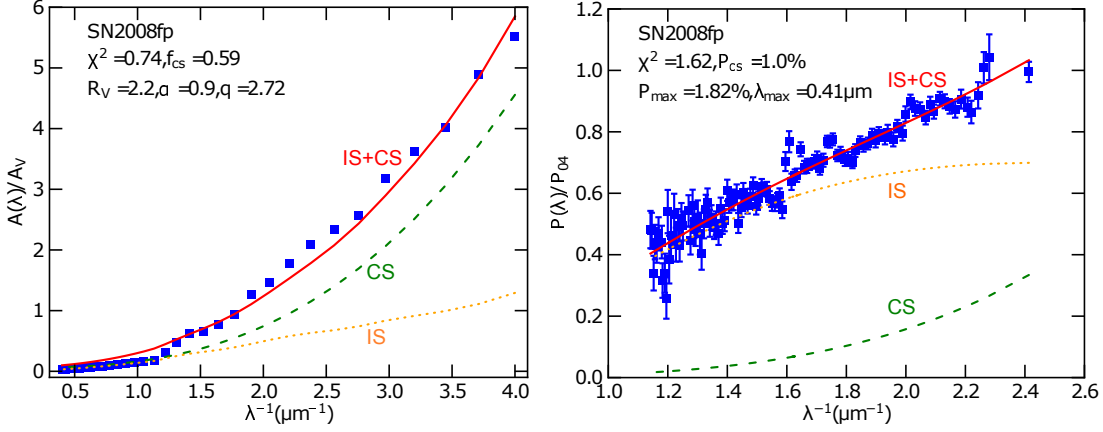 SN2008fp
χ² =0.74,f_cs =0.59
R_V =2.2,α =0.9,q =2.72
IS+CS
CS
IS
A(λ)/A_V
0
1
2
3
4
5
6
0.5 1.0 1.5 2.0 2.5 3.0 3.5 4.0
λ⁻¹(μm⁻¹)
SN2008fp
χ² =1.62,P_cs =1.0%
P_max =1.82%,λ_max =0.41μm
IS+CS
IS
CS
P(λ)/P_04
0.0
0.2
0.4
0.6
0.8
1.0
1.2
1.0 1.2 1.4 1.6 1.8 2.0 2.2 2.4 2.6
λ⁻¹(μm⁻¹)